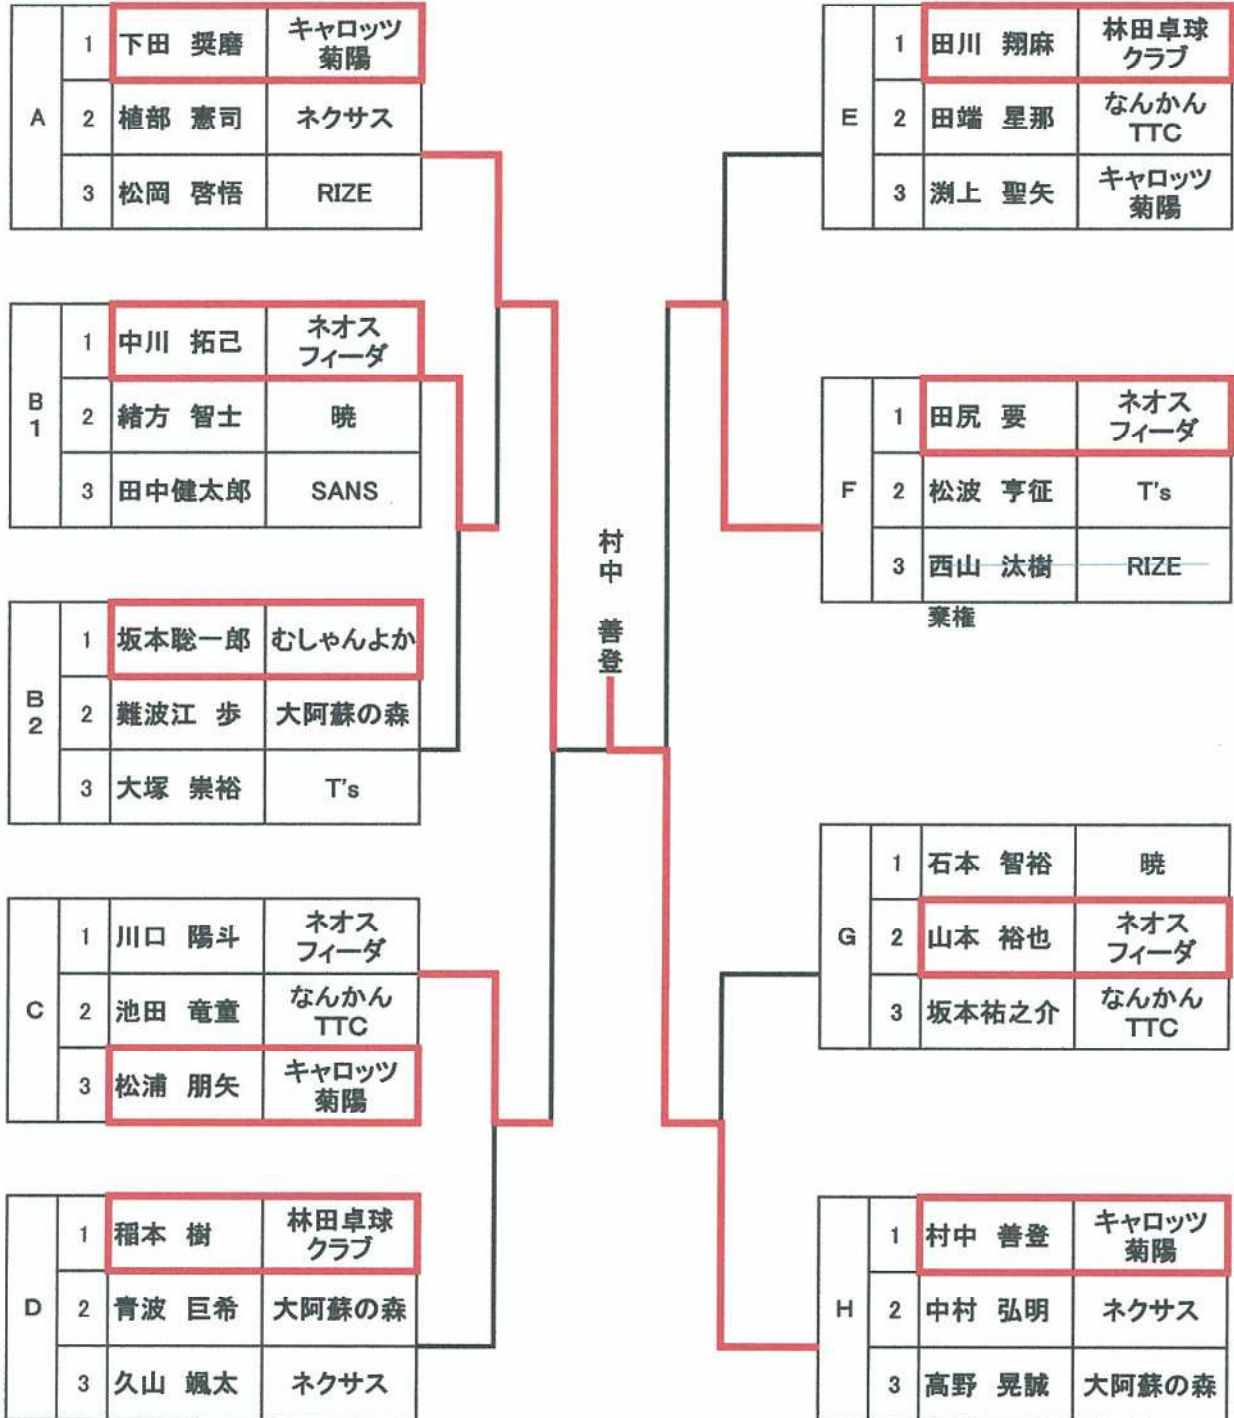 A
1 下田 奨磨 キャロッツ
菊陽
2 植部 憲司 ネクサス
3 松岡 啓悟 RIZE
B
1
1 中川 拓己 ネオス
フィーダ
2 緒方 智士 暁
3 田中健太郎 SANS
B
2
1 坂本聡一郎 むしゃんよか
2 難波江 歩 大阿蘇の森
3 大塚 崇裕 T's
C
1 川口 陽斗 ネオス
フィーダ
2 池田 竜童 なんかん
TTC
3 松浦 朋矢 キャロッツ
菊陽
D
1 稲本 樹 林田卓球
クラブ
2 青波 巨希 大阿蘇の森
3 久山 颯太 ネクサス
村中 善登
E
1 田川 翔麻 林田卓球
クラブ
2 田端 星那 なんかん
TTC
3 渕上 聖矢 キャロッツ
菊陽
F
1 田尻 要 ネオス
フィーダ
2 松波 亨征 T's
3 西山 汰樹 RIZE
棄権
G
1 石本 智裕 暁
2 山本 裕也 ネオス
フィーダ
3 坂本祐之介 なんかん
TTC
H
1 村中 善登 キャロッツ
菊陽
2 中村 弘明 ネクサス
3 高野 晃誠 大阿蘇の森